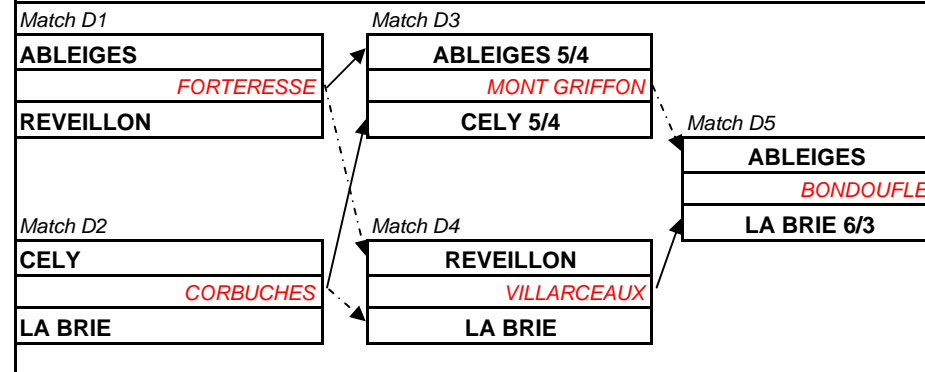 Match D1
ABLEIGES
FORTERESSE
REVEILLON
Match D2
CELY
CORBUCHES
LA BRIE
Match D3
ABLEIGES 5/4
MONT GRIFFON
CELY 5/4
Match D4
REVEILLON
VILLARCEAUX
LA BRIE
Match D5
ABLEIGES
BONDOUFLE
LA BRIE 6/3